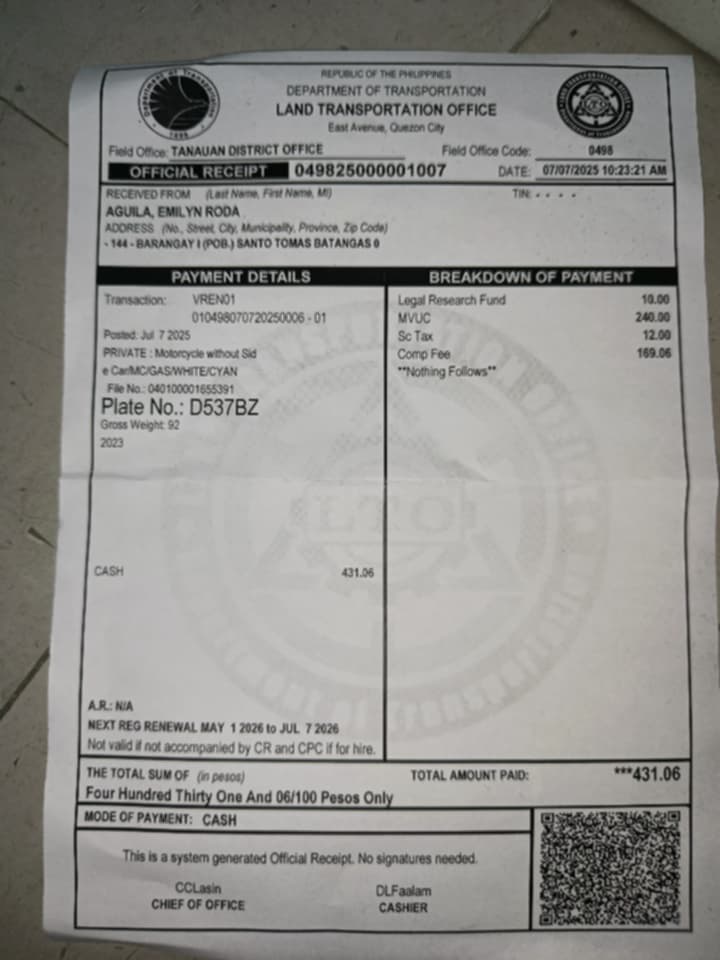 REPUBLIC OF THE PHILIPPINES
DEPARTMENT OF TRANSPORTATION
LAND TRANSPORTATION OFFICE
East Avenue, Quezon City
Field Office: TANAUAN DISTRICT OFFICE Field Office Code: 0498
OFFICIAL RECEIPT 049825000001007 DATE: 07/07/2025 10:23:21 AM
RECEIVED FROM (Last Name, First Name, MI) TIN: - - - -
AGUILA, EMILYN RODA
ADDRESS (No., Street, City, Municipality, Province, Zip Code)
- 144 - BARANGAY I (POB.) SANTO TOMAS BATANGAS 0
PAYMENT DETAILS
Transaction: VREN01
010498070720250006 - 01
Posted: Jul 7 2025
PRIVATE : Motorcycle without Sid
e Car/MC/GAS/WHITE/CYAN
File No.: 040100001655391
Plate No.: D537BZ
Gross Weight: 92
2023
CASH 431.06
A.R.: N/A
NEXT REG RENEWAL MAY 1 2026 to JUL 7 2026
Not valid if not accompanied by CR and CPC if for hire.
BREAKDOWN OF PAYMENT
Legal Research Fund 10.00
MVUC 240.00
Sc Tax 12.00
Comp Fee 169.06
**Nothing Follows**
LTO
THE TOTAL SUM OF (in pesos) TOTAL AMOUNT PAID: ***431.06
Four Hundred Thirty One And 06/100 Pesos Only
MODE OF PAYMENT: CASH
This is a system generated Official Receipt. No signatures needed.
CCLasin DLFaalam
CHIEF OF OFFICE CASHIER